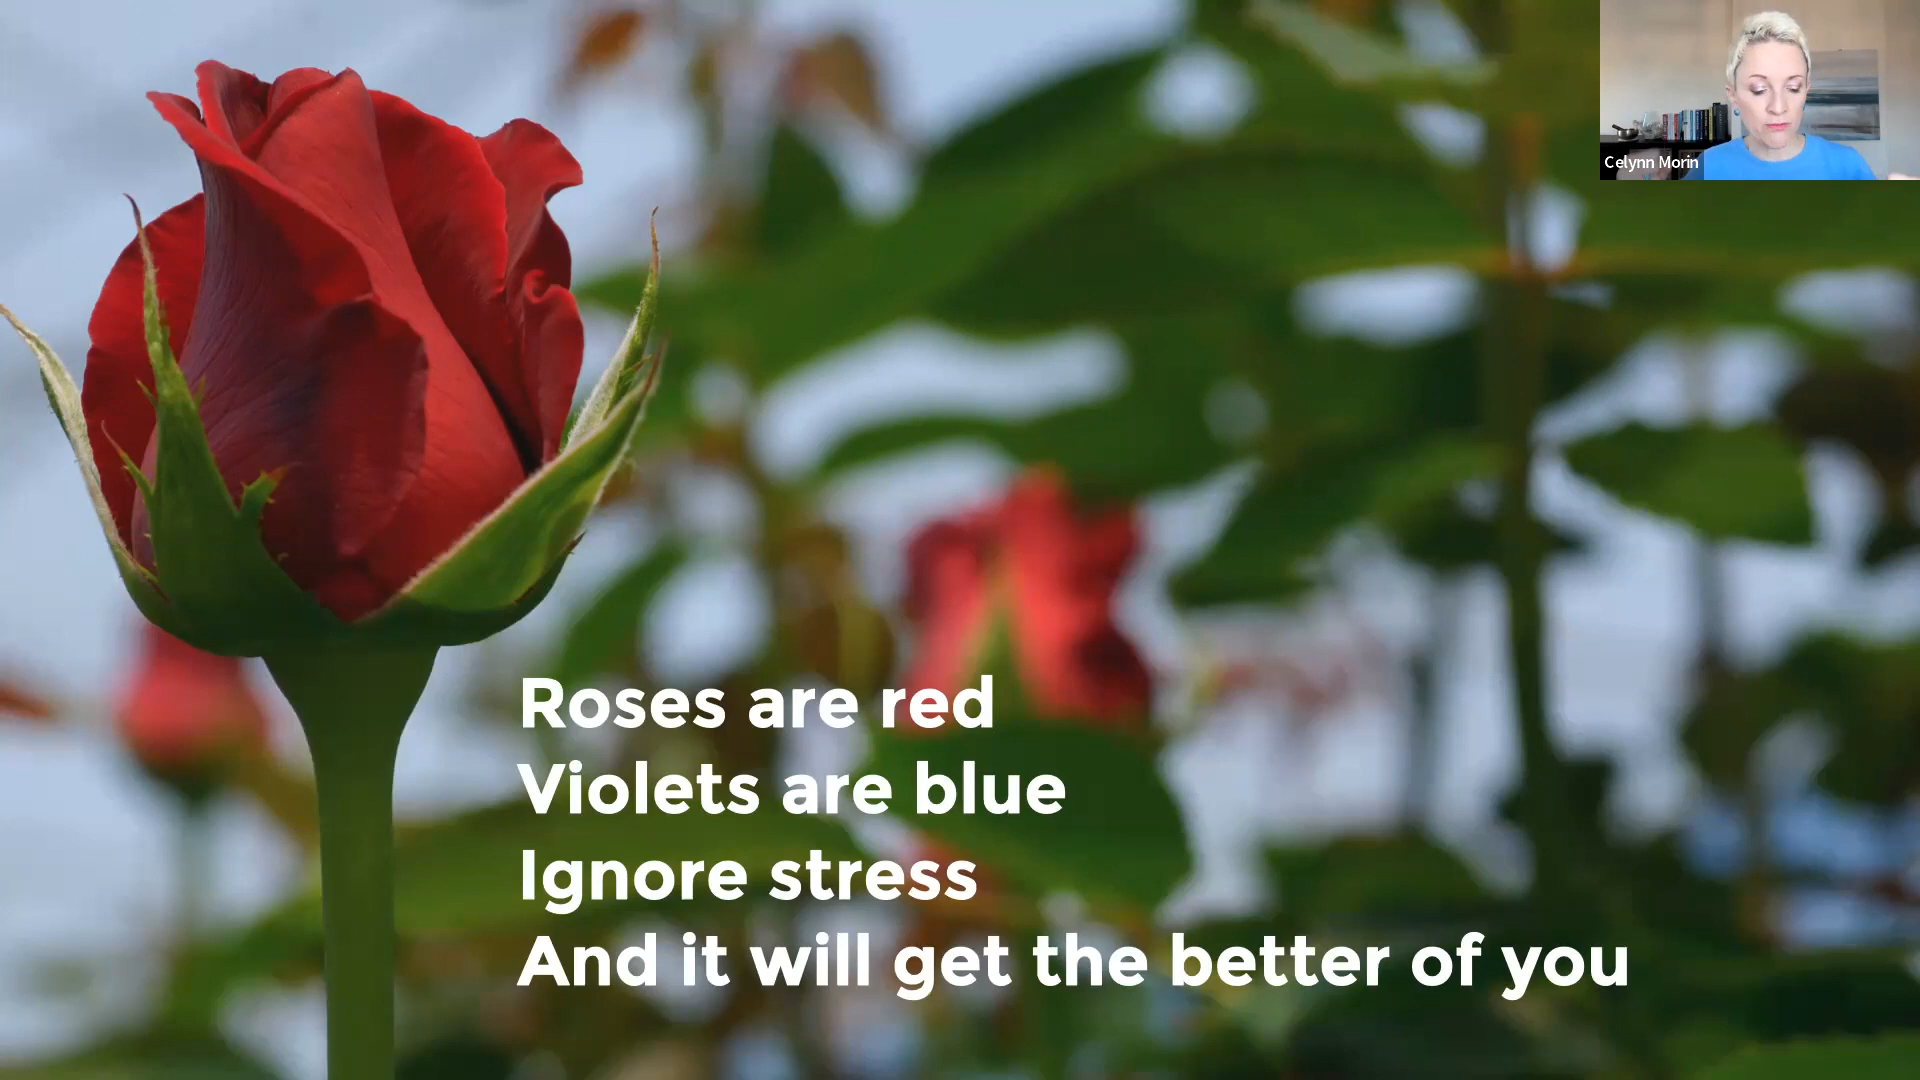 Celynn Morin
Roses are red
Violets are blue
Ignore stress
And it will get the better of you